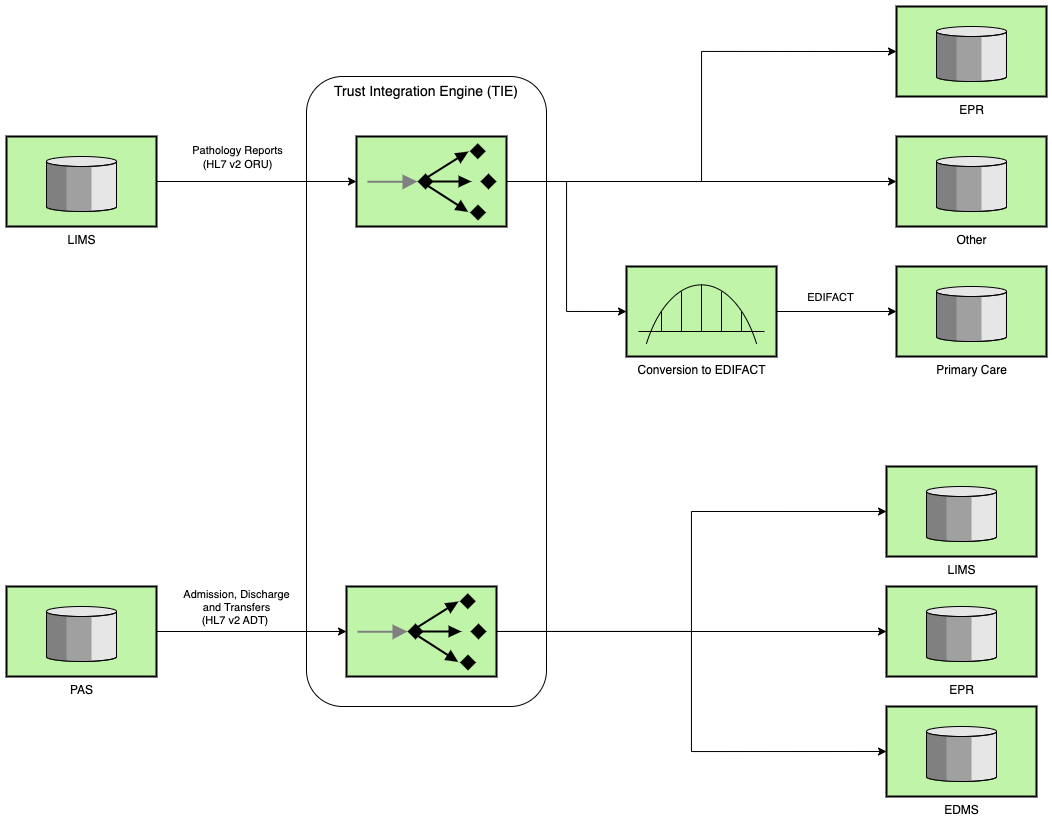 EPR
Trust Integration Engine (TIE)
Pathology Reports
(HL7 v2 ORU)
LIMS
Other
EDIFACT
Conversion to EDIFACT
Primary Care
LIMS
Admission, Discharge
and Transfers
(HL7 v2 ADT)
PAS
EPR
EDMS